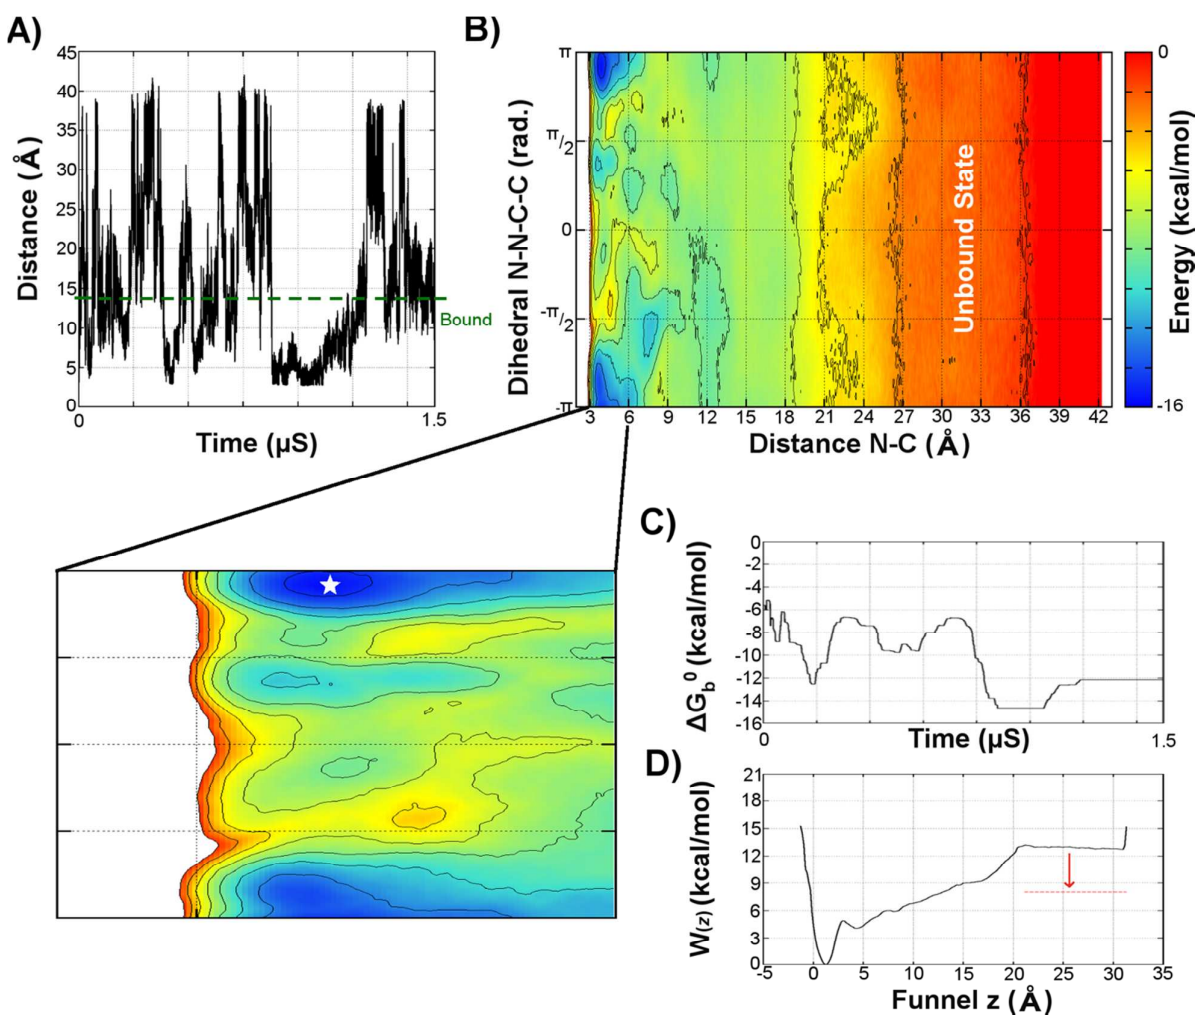 A)
45
40
35
30
25
20
15
10
5
0
Distance (Å)
Bound
0
1.5
Time (µS)
B)
π
π/2
0
-π/2
-π
Dihedral N-N-C-C (rad.)
Unbound State
3 6 9 12 15 18 21 24 27 30 33 36 39 42
Distance N-C (Å)
0
-16
Energy (kcal/mol)
C)
0
-2
-4
-6
-8
-10
-12
-14
-16
ΔGb⁰ (kcal/mol)
0
1.5
Time (µS)
D)
21
18
15
12
9
6
3
0
W(z) (kcal/mol)
-5 0 5 10 15 20 25 30 35
Funnel z (Å)